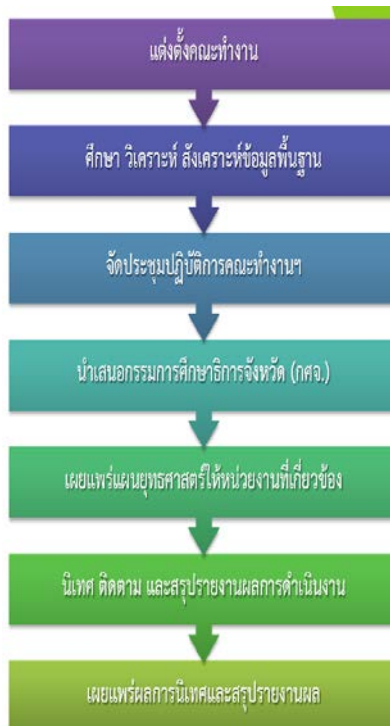 แต่งตั้งคณะทำงาน
ศึกษา วิเคราะห์ สังเคราะห์ข้อมูลพื้นฐาน
จัดประชุมปฏิบัติการคณะทำงานฯ
นำเสนอกรรมการศึกษาธิการจังหวัด (กศจ.)
เผยแพร่แผนยุทธศาสตร์ให้หน่วยงานที่เกี่ยวข้อง
นิเทศ ติดตาม และสรุปรายงานผลการดำเนินงาน
เผยแพร่ผลการนิเทศและสรุปรายงานผล